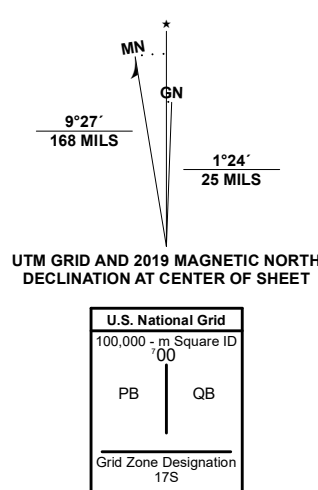 MN
GN
9°27´
168 MILS
1°24´
25 MILS
UTM GRID AND 2019 MAGNETIC NORTH
DECLINATION AT CENTER OF SHEET
U.S. National Grid
100,000 - m Square ID
⁷00
PB QB
Grid Zone Designation
17S